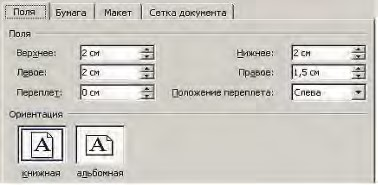 Поля Бумага Макет Сетка документа
Поля
Верхнее: 2 см Нижнее: 2 см
Левое: 2 см Правое: 1,5 см
Переплет: 0 см Положение переплета: Слева
Ориентация
A A
книжная альбомная